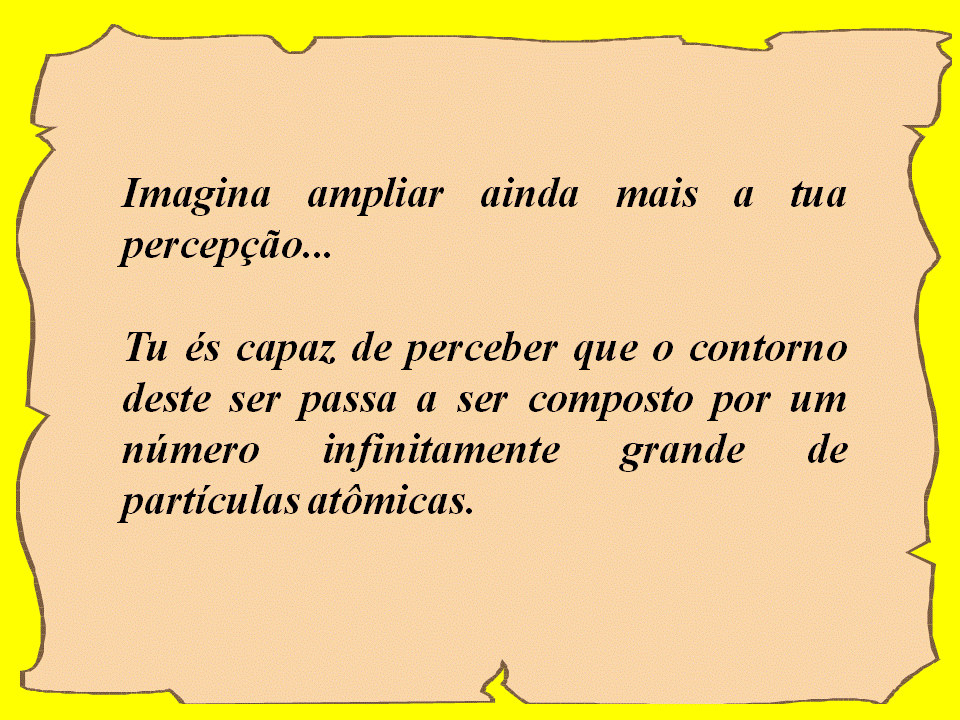 Imagina ampliar ainda mais a tua
percepção...
Tu és capaz de perceber que o contorno
deste ser passa a ser composto por um
número infinitamente grande de
partículas atômicas.